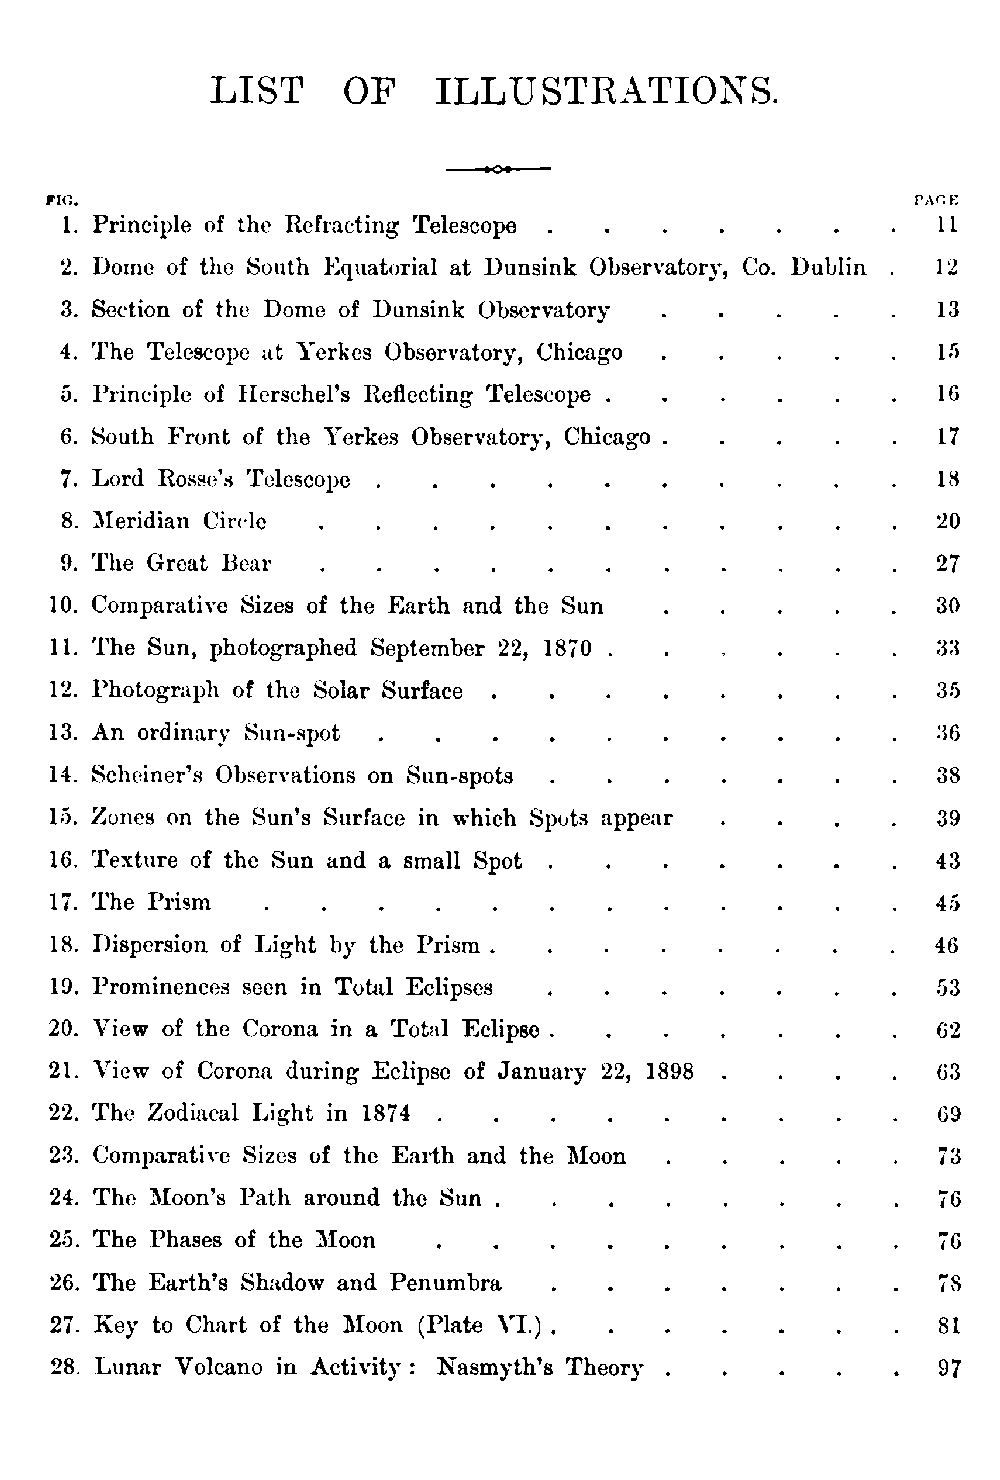 LIST OF ILLUSTRATIONS.
FIG. PAGE
1. Principle of the Refracting Telescope . . . . . . . 11
2. Dome of the South Equatorial at Dunsink Observatory, Co. Dublin . 12
3. Section of the Dome of Dunsink Observatory . . . . . 13
4. The Telescope at Yerkes Observatory, Chicago . . . . . 15
5. Principle of Herschel's Reflecting Telescope . . . . . . 16
6. South Front of the Yerkes Observatory, Chicago . . . . . 17
7. Lord Rosse's Telescope . . . . . . . . . . 18
8. Meridian Circle . . . . . . . . . . . 20
9. The Great Bear . . . . . . . . . . . 27
10. Comparative Sizes of the Earth and the Sun . . . . . 30
11. The Sun, photographed September 22, 1870 . . . . . . 33
12. Photograph of the Solar Surface . . . . . . . . 35
13. An ordinary Sun-spot . . . . . . . . . . 36
14. Scheiner's Observations on Sun-spots . . . . . . . 38
15. Zones on the Sun's Surface in which Spots appear . . . . 39
16. Texture of the Sun and a small Spot . . . . . . . 43
17. The Prism . . . . . . . . . . . . 45
18. Dispersion of Light by the Prism . . . . . . . . 46
19. Prominences seen in Total Eclipses . . . . . . . 53
20. View of the Corona in a Total Eclipse . . . . . . . 62
21. View of Corona during Eclipse of January 22, 1898 . . . . 63
22. The Zodiacal Light in 1874 . . . . . . . . . 69
23. Comparative Sizes of the Earth and the Moon . . . . . 73
24. The Moon's Path around the Sun . . . . . . . . 76
25. The Phases of the Moon . . . . . . . . . 76
26. The Earth's Shadow and Penumbra . . . . . . . 78
27. Key to Chart of the Moon (Plate VI.) . . . . . . . 81
28. Lunar Volcano in Activity: Nasmyth's Theory . . . . . 97